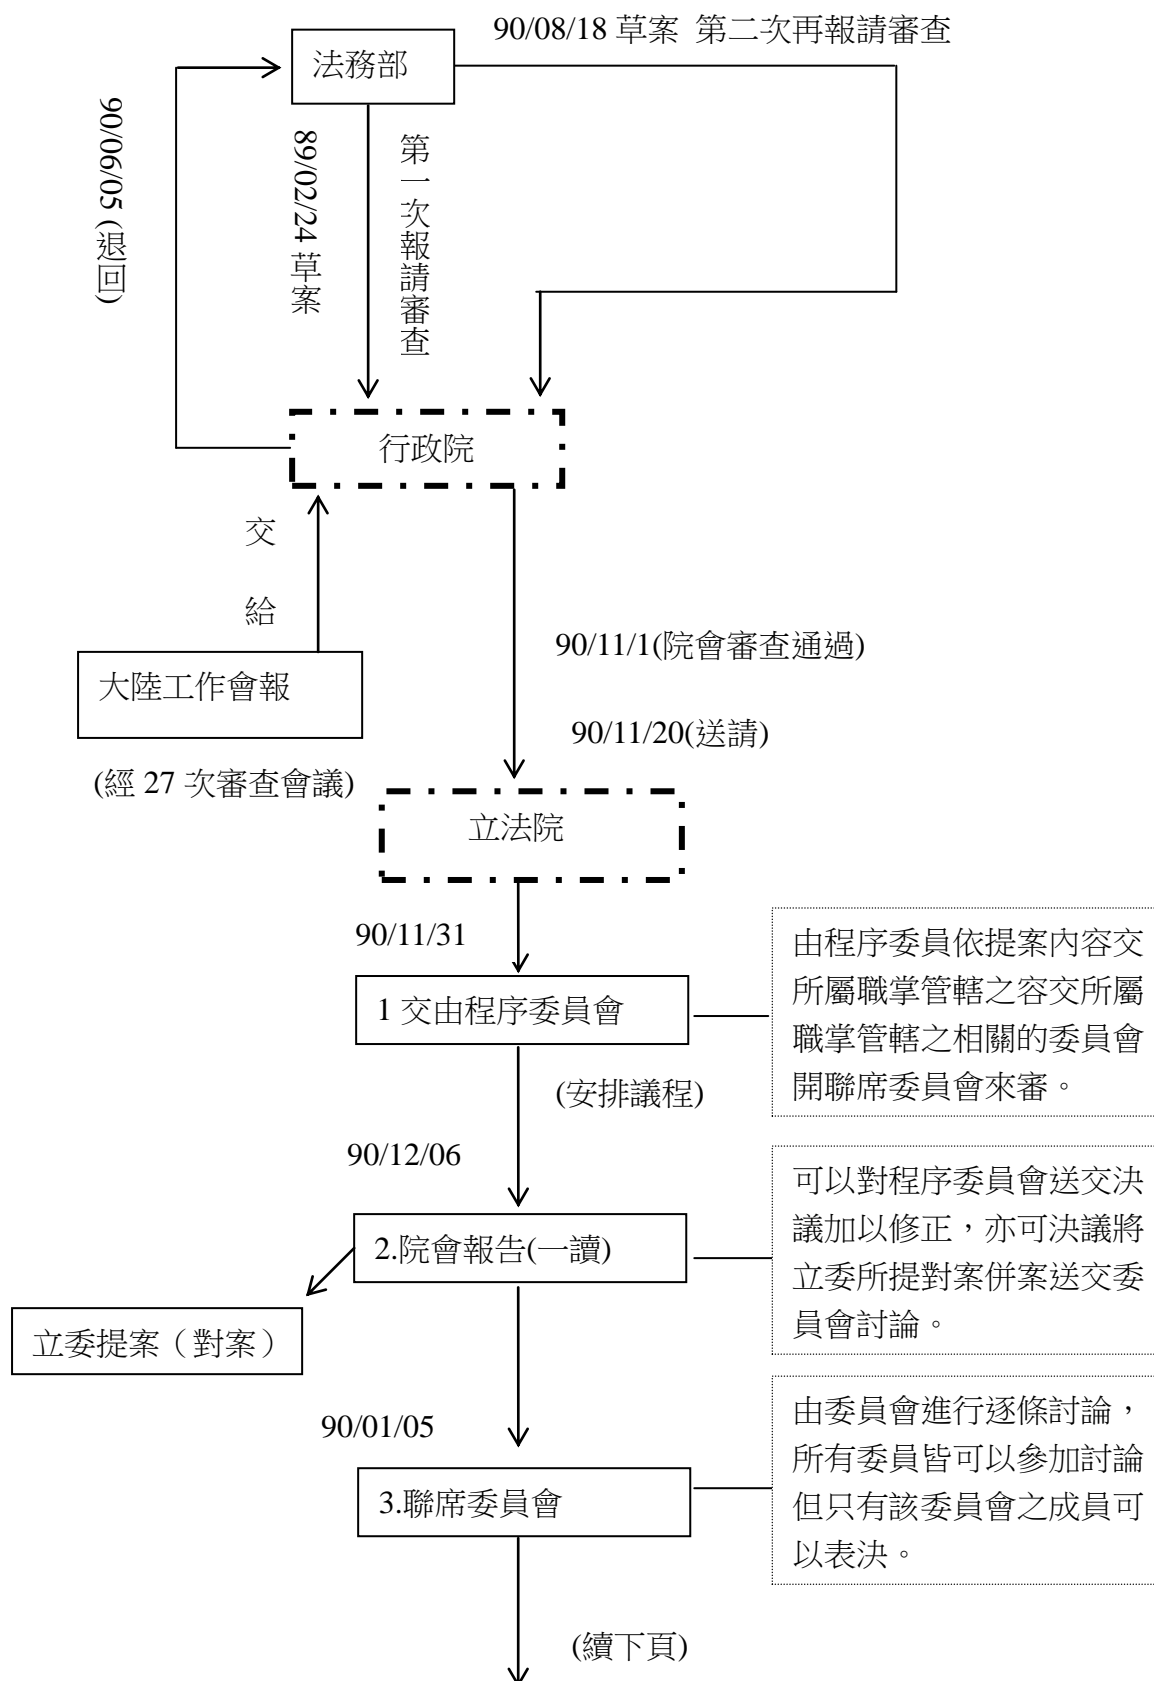 90/08/18 草案 第二次再報請審查
法務部
90/06/05 (退回)
89/02/24 草案
第一次報請審查
行政院
交給
90/11/1(院會審查通過)
大陸工作會報
90/11/20(送請)
(經 27 次審查會議)
立法院
90/11/31
1 交由程序委員會
由程序委員依提案內容交
所屬職掌管轄之容交所屬
職掌管轄之相關的委員會
開聯席委員會來審。
(安排議程)
90/12/06
2.院會報告(一讀)
可以對程序委員會送交決
議加以修正，亦可決議將
立委所提對案併案送交委
員會討論。
立委提案（對案）
90/01/05
3.聯席委員會
由委員會進行逐條討論，
所有委員皆可以參加討論
但只有該委員會之成員可
以表決。
(續下頁)